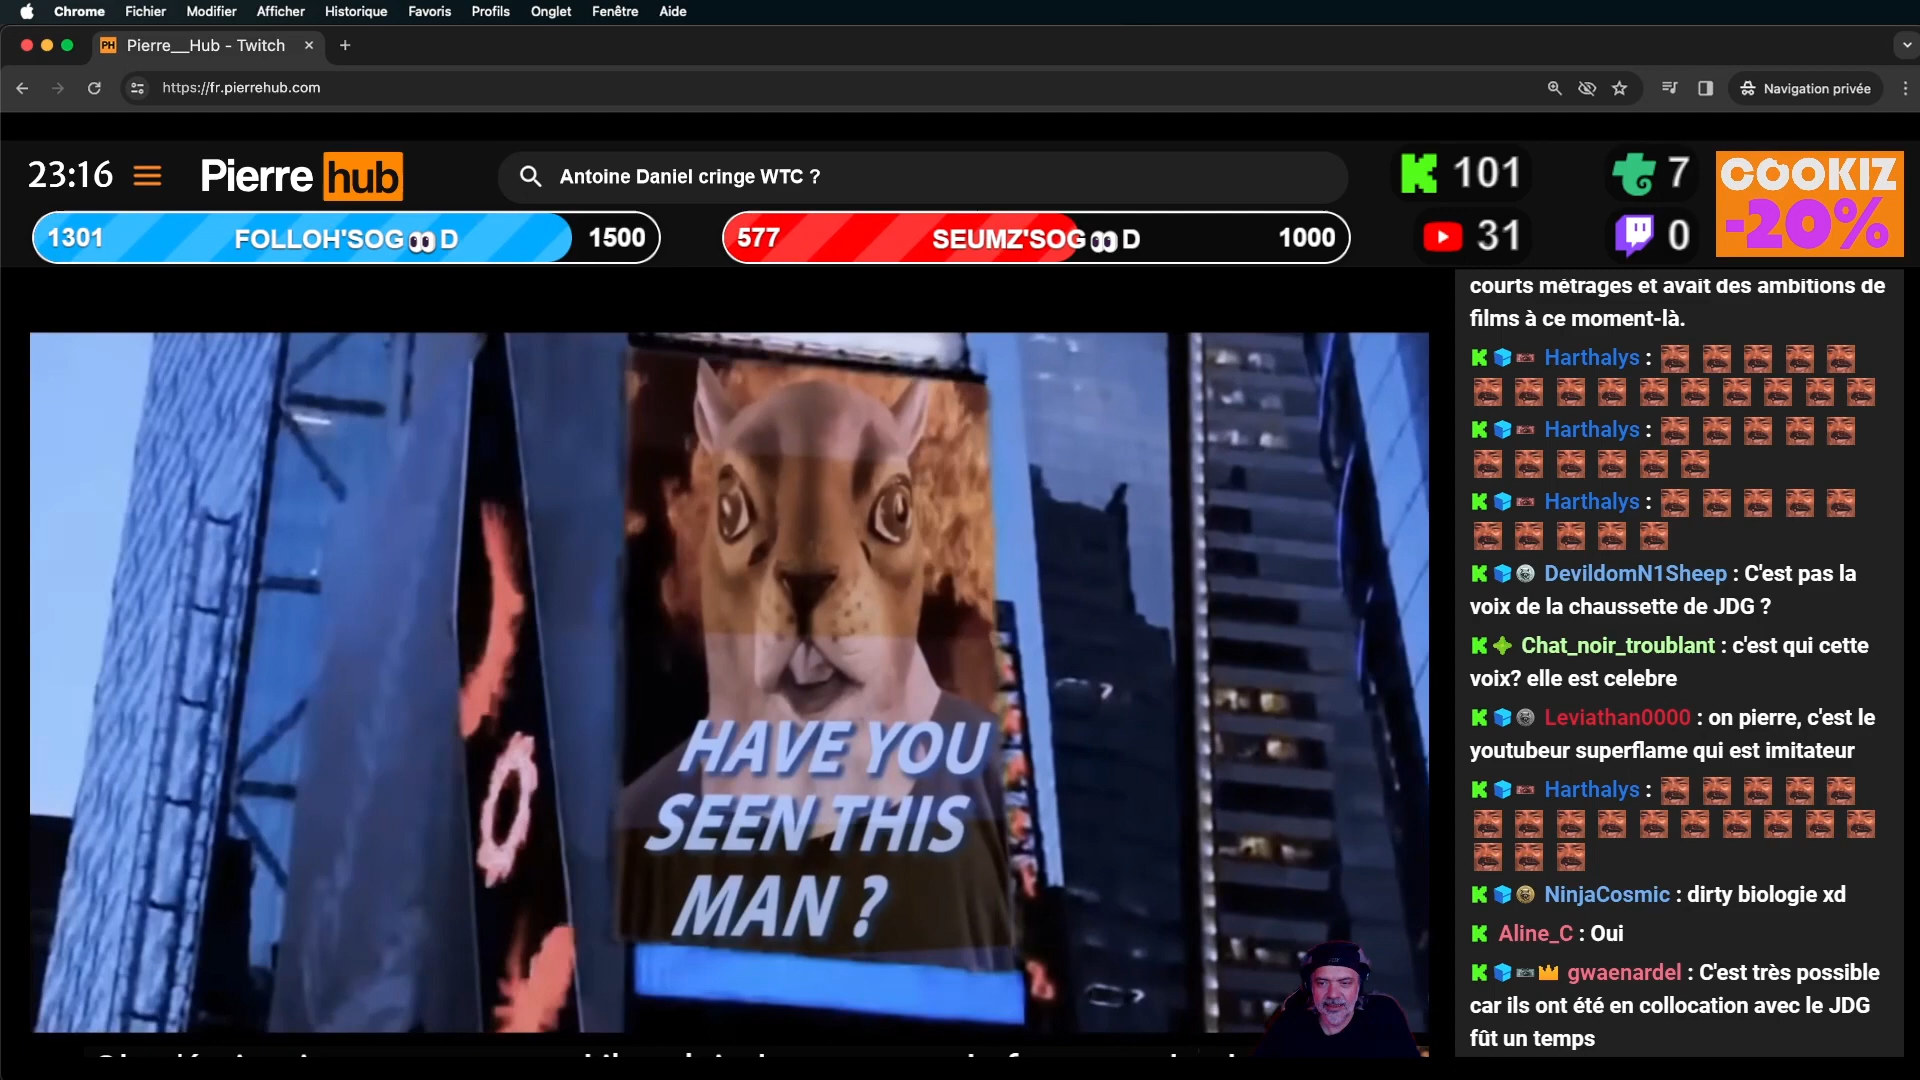 Chrome Fichier Modifier Afficher Historique Favoris Profils Onglet Fenêtre Aide
PH Pierre__Hub - Twitch
https://fr.pierrehub.com
Navigation privée
23:16 Pierre hub
Antoine Daniel cringe WTC ?
101
7
COOKIZ
-20%
1301 FOLLOH'SOG👀D 1500
577 SEUMZ'SOG👀D 1000
31
0
courts métrages et avait des ambitions de
films à ce moment-là.
Harthalys :
Harthalys :
Harthalys :
DevildomN1Sheep : C'est pas la
voix de la chaussette de JDG ?
Chat_noir_troublant : c'est qui cette
voix? elle est celebre
Leviathan0000 : on pierre, c'est le
youtubeur superflame qui est imitateur
Harthalys :
NinjaCosmic : dirty biologie xd
Aline_C : Oui
gwaenardel : C'est très possible
car ils ont été en collocation avec le JDG
fût un temps
HAVE YOU
SEEN THIS
MAN ?